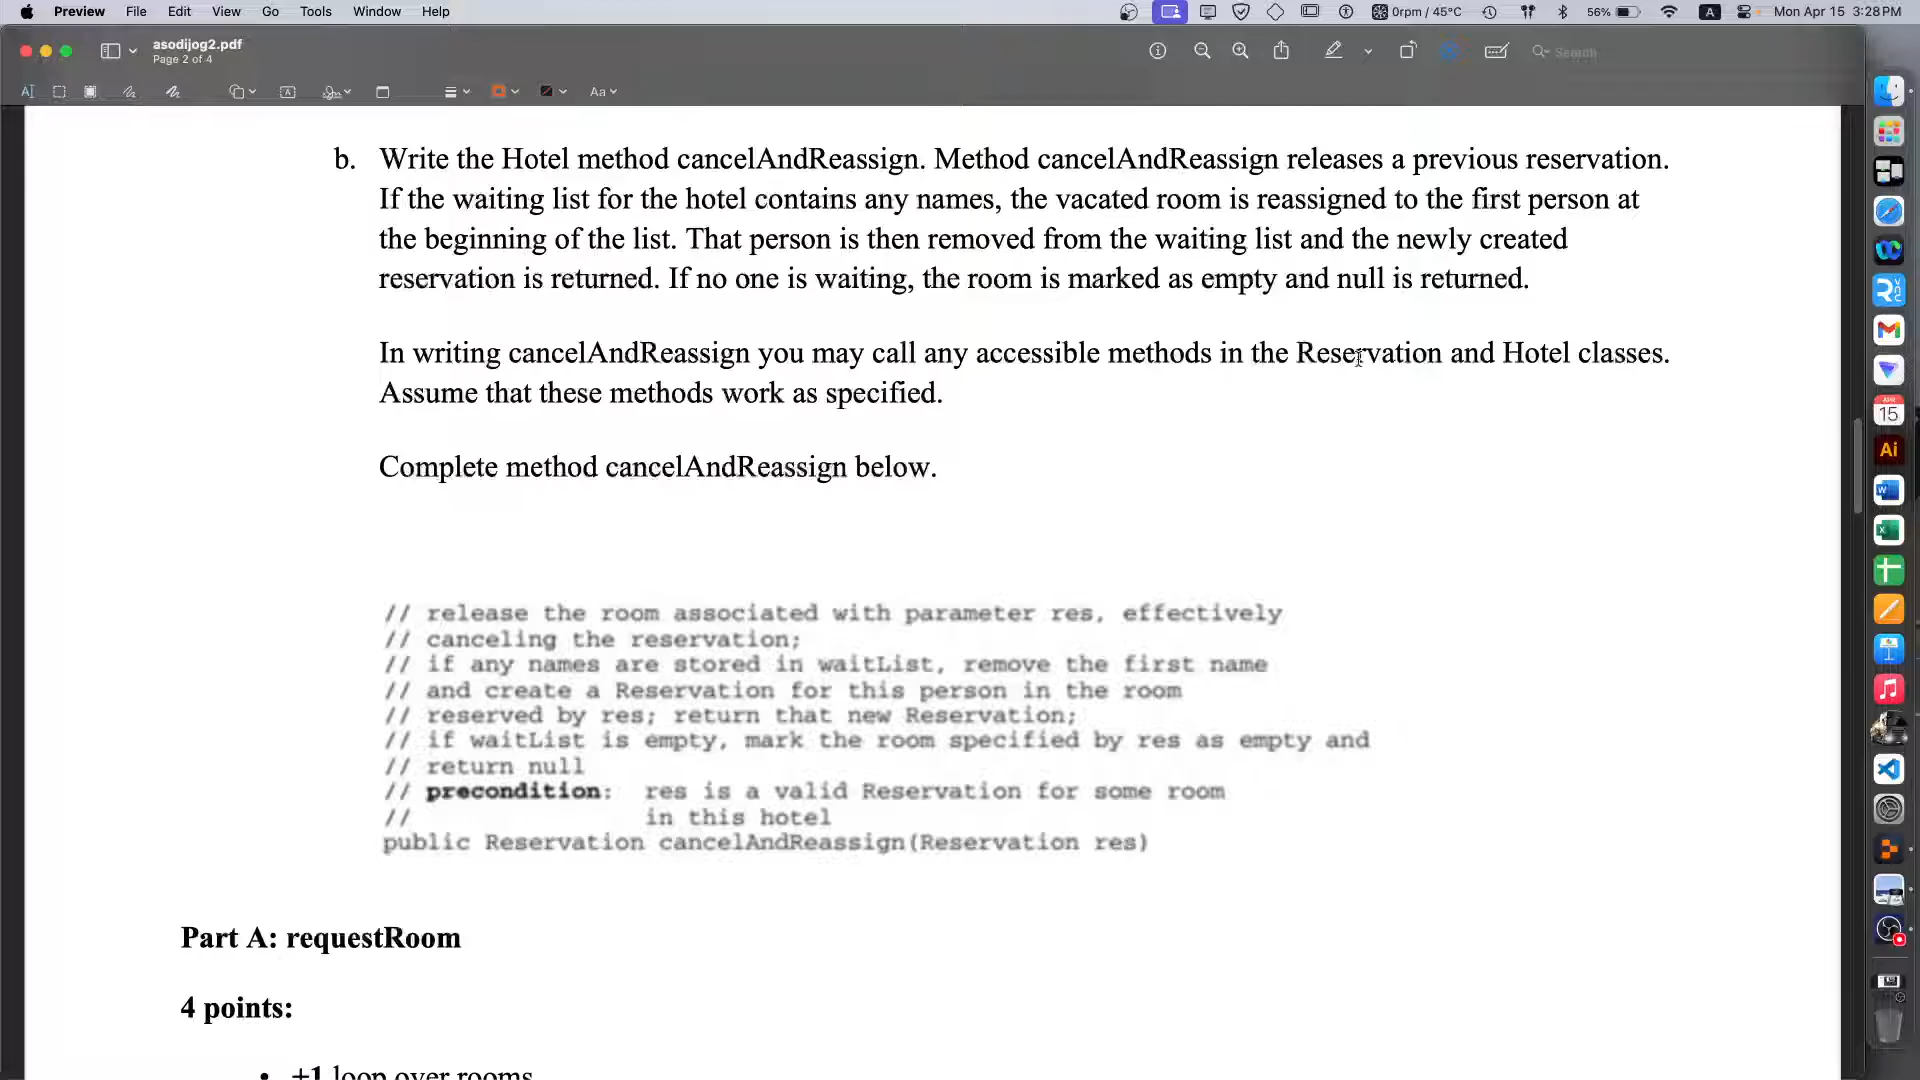 Preview File Edit View Go Tools Window Help
0rpm / 45°C 56% A Mon Apr 15 3:28 PM
asodijog2.pdf
Page 2 of 4
Search
b. Write the Hotel method cancelAndReassign. Method cancelAndReassign releases a previous reservation.
If the waiting list for the hotel contains any names, the vacated room is reassigned to the first person at
the beginning of the list. That person is then removed from the waiting list and the newly created
reservation is returned. If no one is waiting, the room is marked as empty and null is returned.
In writing cancelAndReassign you may call any accessible methods in the Reservation and Hotel classes.
Assume that these methods work as specified.
Complete method cancelAndReassign below.
// release the room associated with parameter res, effectively
// canceling the reservation;
// if any names are stored in waitList, remove the first name
// and create a Reservation for this person in the room
// reserved by res; return that new Reservation;
// if waitList is empty, mark the room specified by res as empty and
// return null
// precondition: res is a valid Reservation for some room
// in this hotel
public Reservation cancelAndReassign(Reservation res)
Part A: requestRoom
4 points:
• +1 loop over rooms